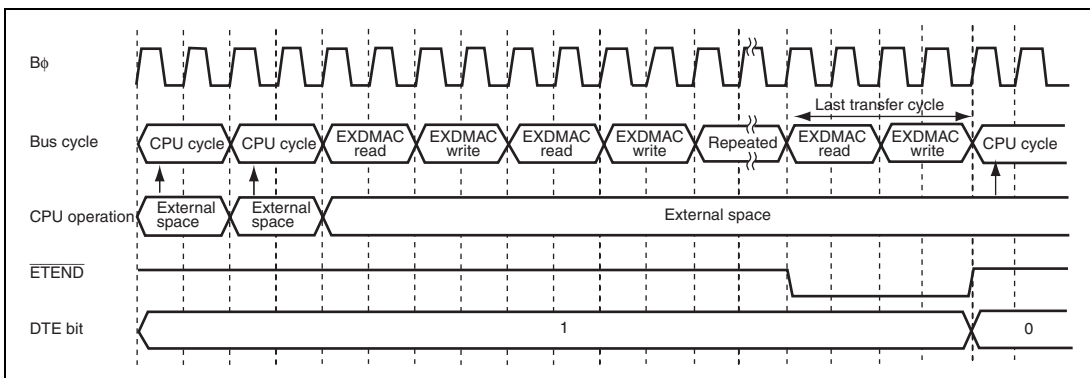 Bϕ
Last transfer cycle
Bus cycle
CPU cycle
CPU cycle
EXDMAC read
EXDMAC write
EXDMAC read
EXDMAC write
Repeated
EXDMAC read
EXDMAC write
CPU cycle
CPU operation
External space
External space
External space
ETEND
DTE bit
1
0